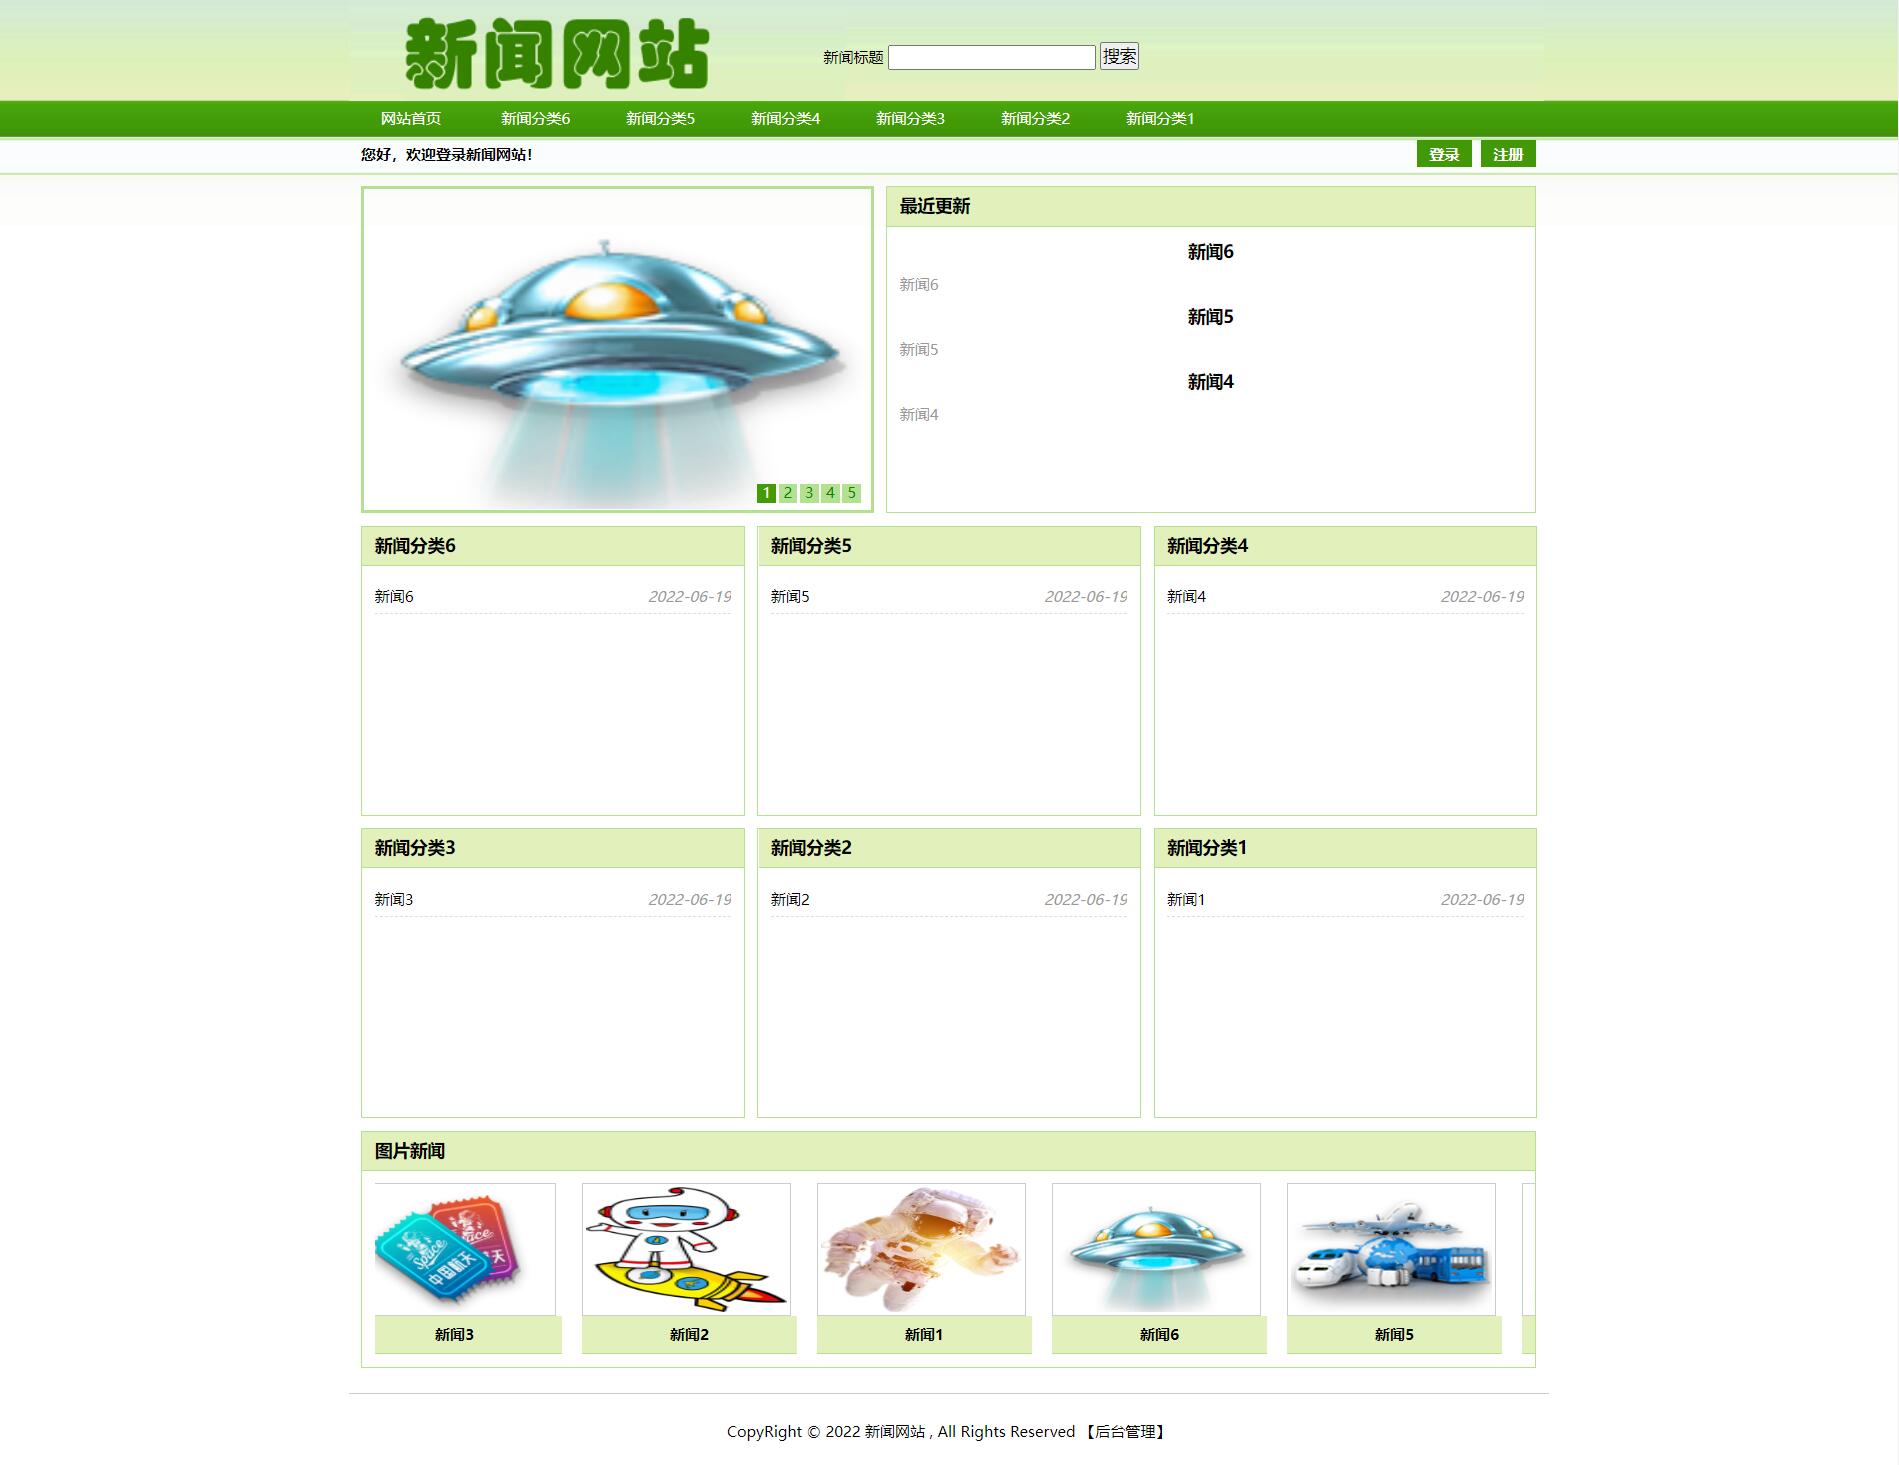 新闻网站
新闻标题 搜索
网站首页 新闻分类6 新闻分类5 新闻分类4 新闻分类3 新闻分类2 新闻分类1
您好，欢迎登录新闻网站！ 登录 注册
最近更新
新闻6
新闻6
新闻5
新闻5
新闻4
新闻4
1 2 3 4 5
新闻分类6 新闻分类5 新闻分类4
新闻6 2022-06-19 新闻5 2022-06-19 新闻4 2022-06-19
新闻分类3 新闻分类2 新闻分类1
新闻3 2022-06-19 新闻2 2022-06-19 新闻1 2022-06-19
图片新闻
Space
中国航天
新闻3 新闻2 新闻1 新闻6 新闻5
CopyRight © 2022 新闻网站 , All Rights Reserved 【后台管理】